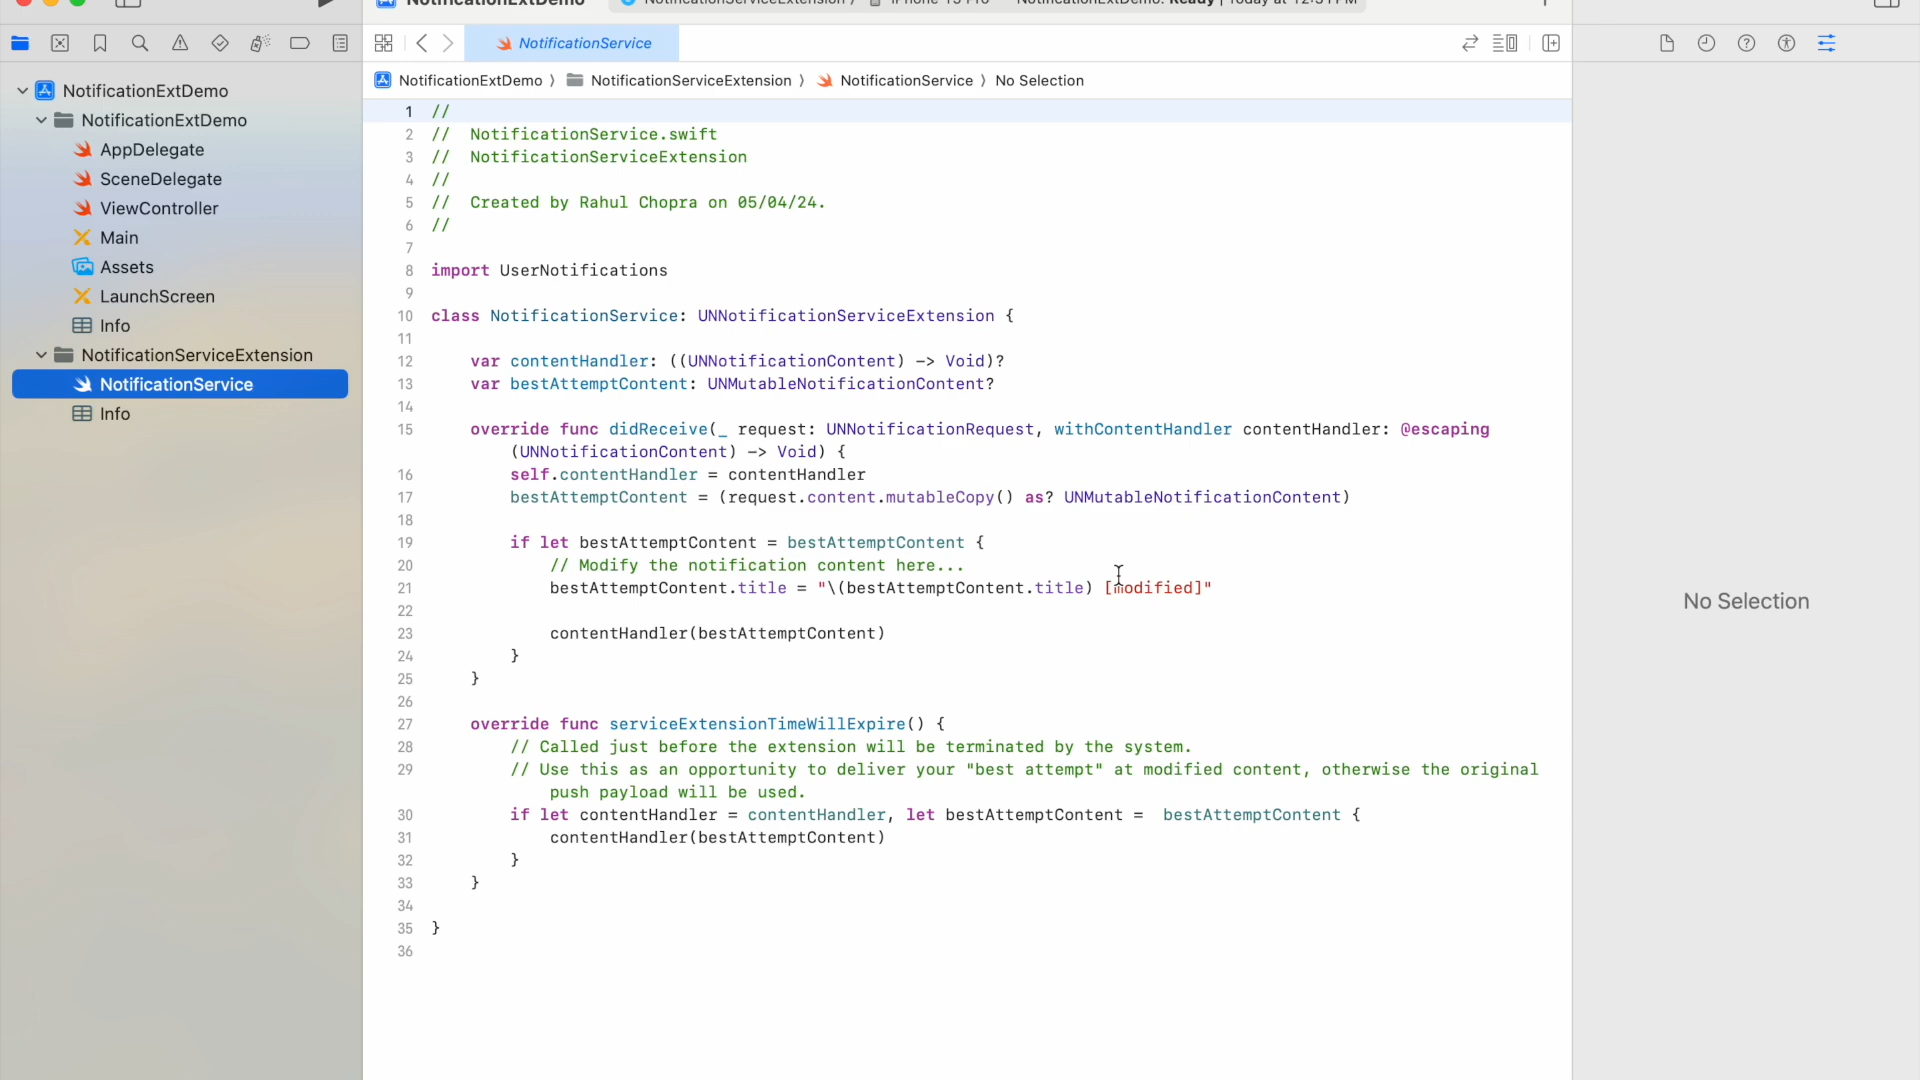 NotificationExtDemo
NotificationServiceExtension
NotificationExtDemo: Ready | Today at
NotificationService
NotificationExtDemo 〉 NotificationServiceExtension 〉 NotificationService 〉 No Selection
NotificationExtDemo
NotificationExtDemo
AppDelegate
SceneDelegate
ViewController
Main
Assets
LaunchScreen
Info
NotificationServiceExtension
NotificationService
Info
1 //
2 //  NotificationService.swift
3 //  NotificationServiceExtension
4 //
5 //  Created by Rahul Chopra on 05/04/24.
6 //
7
8 import UserNotifications
9
10 class NotificationService: UNNotificationServiceExtension {
11
12     var contentHandler: ((UNNotificationContent) -> Void)?
13     var bestAttemptContent: UNMutableNotificationContent?
14
15     override func didReceive(_ request: UNNotificationRequest, withContentHandler contentHandler: @escaping
(UNNotificationContent) -> Void) {
16         self.contentHandler = contentHandler
17         bestAttemptContent = (request.content.mutableCopy() as? UNMutableNotificationContent)
18
19         if let bestAttemptContent = bestAttemptContent {
20             // Modify the notification content here...
21             bestAttemptContent.title = "\(bestAttemptContent.title) [modified]"
22
23             contentHandler(bestAttemptContent)
24         }
25     }
26
27     override func serviceExtensionTimeWillExpire() {
28         // Called just before the extension will be terminated by the system.
29         // Use this as an opportunity to deliver your "best attempt" at modified content, otherwise the original
push payload will be used.
30         if let contentHandler = contentHandler, let bestAttemptContent =  bestAttemptContent {
31             contentHandler(bestAttemptContent)
32         }
33     }
34
35 }
36
No Selection